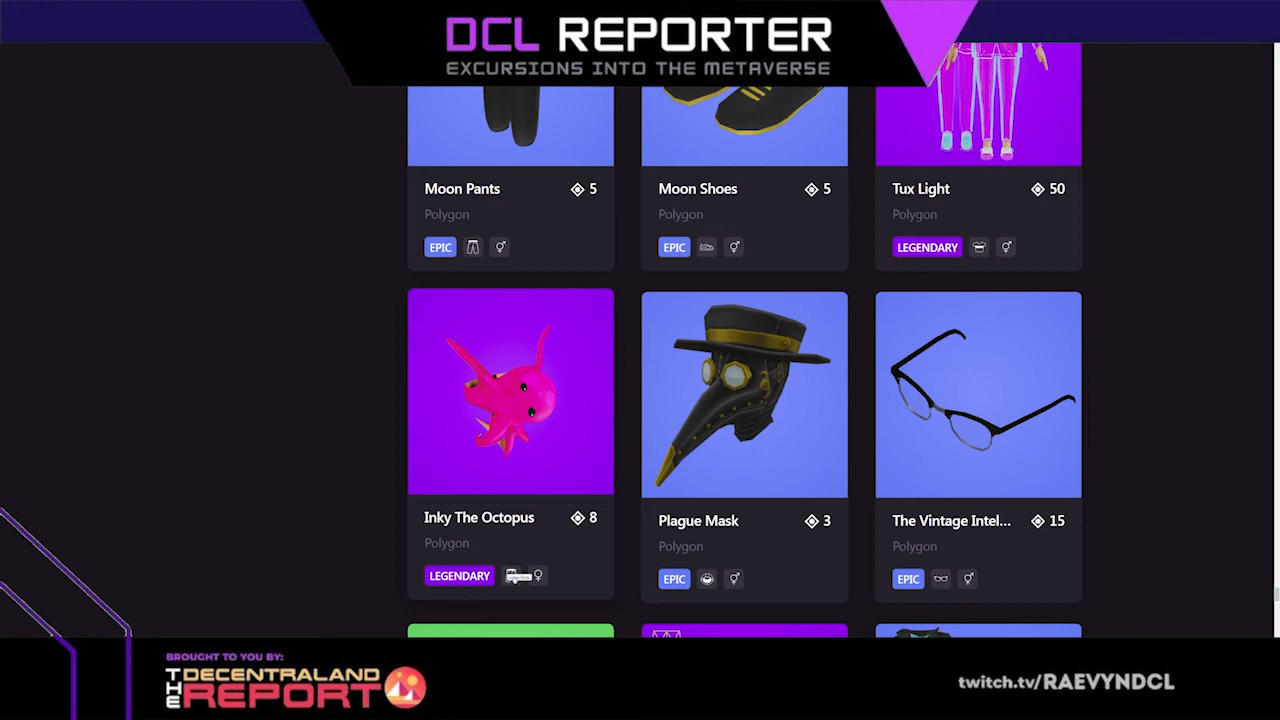 DCL REPORTER
EXCURSIONS INTO THE METAVERSE
Moon Pants 5
Polygon
EPIC
Moon Shoes 5
Polygon
EPIC
Tux Light 50
Polygon
LEGENDARY
Inky The Octopus 8
Polygon
LEGENDARY
Plague Mask 3
Polygon
EPIC
The Vintage Intel... 15
Polygon
EPIC
BROUGHT TO YOU BY:
THE DECENTRALAND
REPORT
twitch.tv/RAEVYNDCL